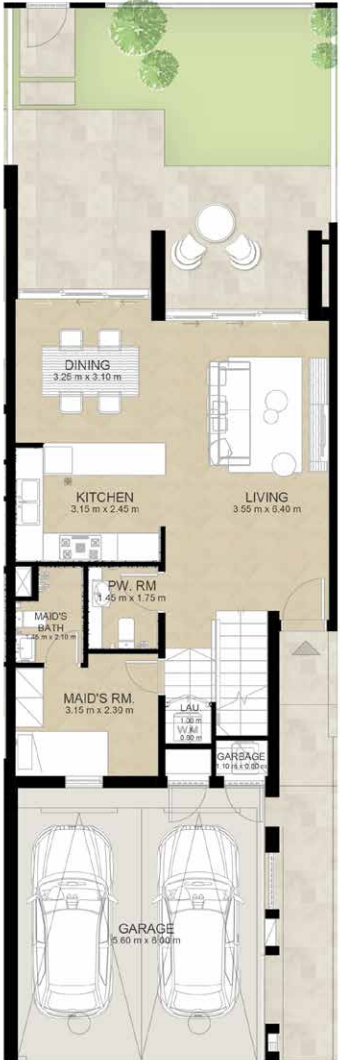 DINING
3.25 m x 3.10 m
KITCHEN
3.15 m x 2.45 m
LIVING
3.55 m x 6.40 m
PW. RM
1.45 m x 1.75 m
MAID'S
BATH
MAID'S RM.
3.15 m x 2.30 m
LAU.
W.M
GARBAGE
GARAGE
5.60 m x 6.00 m